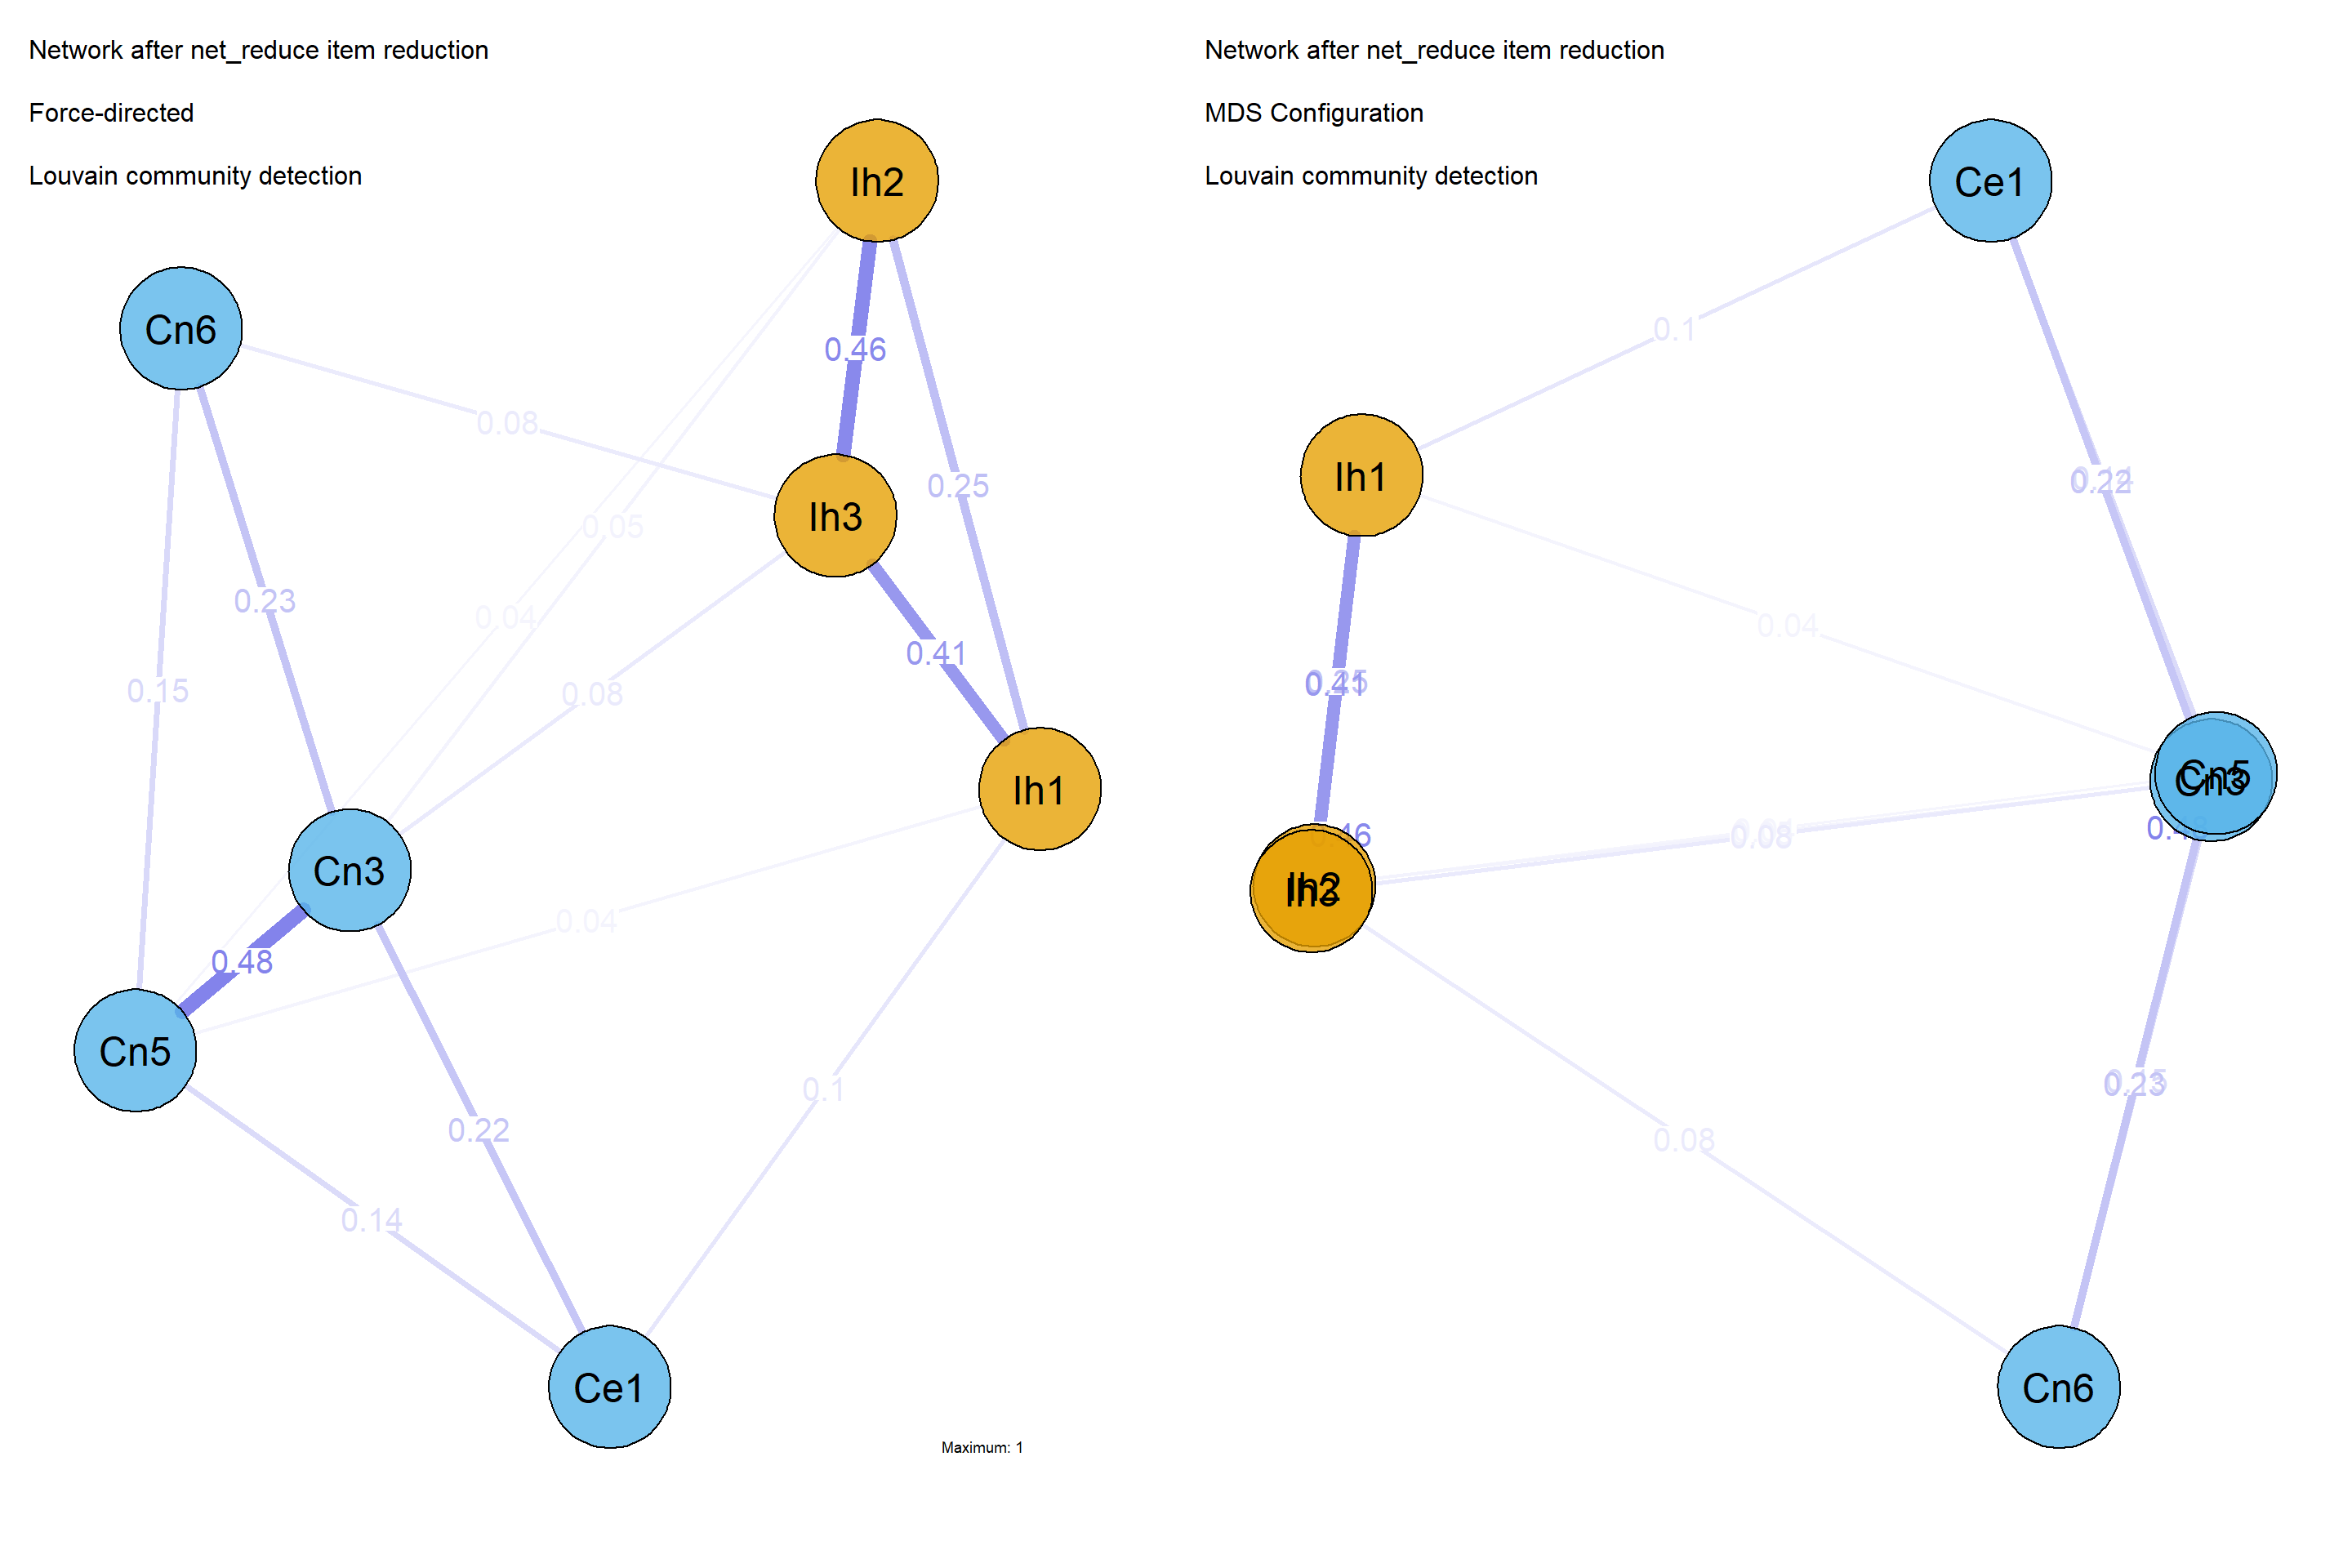 Network after net_reduce item reduction
Force-directed
Louvain community detection
Ih2
Cn6
0.46
0.08
0.25
0.05
Ih3
0.23
0.04
0.41
0.15
0.08
Ih1
Cn3
0.04
0.48
Cn5
0.1
0.22
0.14
Ce1
Maximum: 1
Network after net_reduce item reduction
MDS Configuration
Louvain community detection
Ce1
0.1
Ih1
0.22
0.04
0.41
Cn5
Cn3
0.08
Ih2
Ih3
0.23
0.08
Cn6